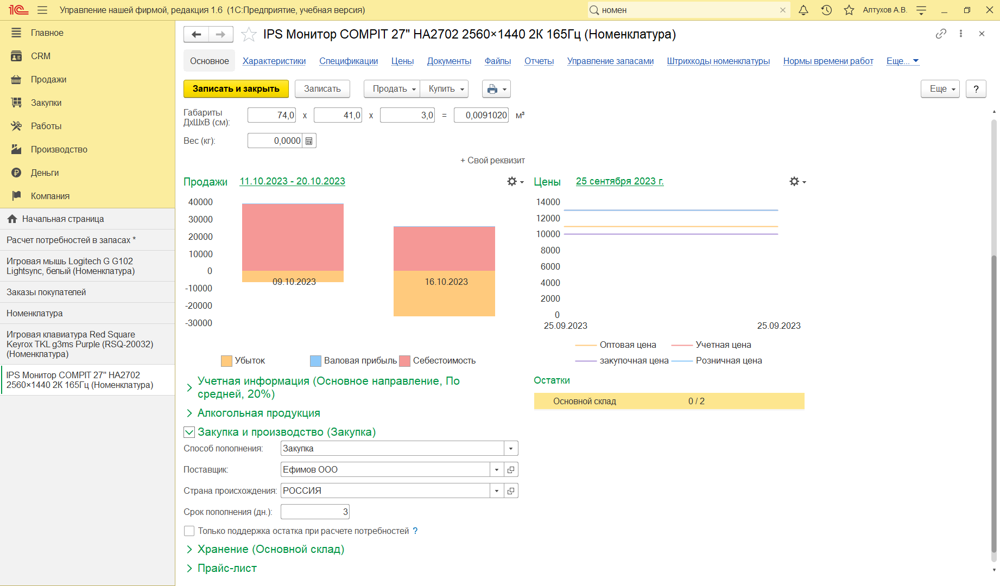 1С Управление нашей фирмой, редакция 1.6 (1С:Предприятие, учебная версия)
номен
Алтухов А.В.
Главное
CRM
Продажи
Закупки
Работы
Производство
Деньги
Компания
Начальная страница
Расчет потребностей в запасах *
Игровая мышь Logitech G G102
Lightsync, белый (Номенклатура)
Заказы покупателей
Номенклатура
Игровая клавиатура Red Square
Keyrox TKL g3ms Purple (RSQ-20032)
(Номенклатура)
IPS Монитор COMPIT 27" HA2702
2560×1440 2К 165Гц (Номенклатура)
IPS Монитор COMPIT 27" HA2702 2560×1440 2К 165Гц (Номенклатура)
Основное Характеристики Спецификации Цены Документы Файлы Отчеты Управление запасами Штрихкоды номенклатуры Нормы времени работ Еще...
Записать и закрыть Записать Продать Купить Еще ?
Габариты
ДхШхВ (см):
74,0 x 41,0 x 3,0 = 0,0091020 м³
Вес (кг): 0,0000
+ Свой реквизит
Продажи 11.10.2023 - 20.10.2023
40000
30000
20000
10000
0
-10000
-20000
-30000
09.10.2023 16.10.2023
Убыток Валовая прибыль Себестоимость
Цены 25 сентября 2023 г.
14000
12000
10000
8000
6000
4000
2000
0
25.09.2023 25.09.2023
Оптовая цена Учетная цена
закупочная цена Розничная цена
Остатки
Основной склад 0 / 2
Учетная информация (Основное направление, По
средней, 20%)
Алкогольная продукция
Закупка и производство (Закупка)
Способ пополнения: Закупка
Поставщик: Ефимов ООО
Страна происхождения: РОССИЯ
Срок пополнения (дн.): 3
Только поддержка остатка при расчете потребностей ?
Хранение (Основной склад)
Прайс-лист